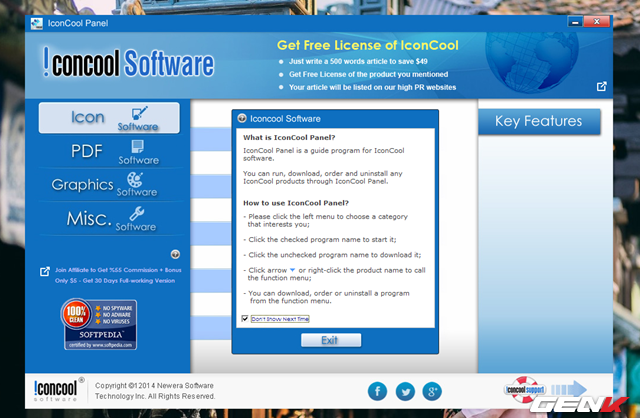 IconCool Panel
!concool Software
Get Free License of IconCool
Just write a 500 words article to save $49
Get Free License of the product you mentioned
Your article will be listed on our high PR websites
Icon Software
PDF Software
Graphics Software
Misc. Software
Join Affiliate to Get %55 Commission + Bonus
Only $5 - Get 30 Days Full-working Version
100% CLEAN
NO SPYWARE
NO ADWARE
NO VIRUSES
SOFTPEDIA
certified by www.softpedia.com
Iconcool Software
What is IconCool Panel?
IconCool Panel is a guide program for IconCool
software.
You can run, download, order and uninstall any
IconCool products through IconCool Panel.
How to use IconCool Panel?
- Please click the left menu to choose a category
that interests you;
- Click the checked program name to start it;
- Click the unchecked program name to download it;
- Click arrow ▼ or right-click the product name to call
the function menu;
- You can download, order or uninstall a program
from the function menu.
Don't Show Next Time
Exit
Key Features
!concool®
software
Copyright ©12014 Newera Software
Technology Inc. All Rights Reserved.
!concool support
GENK